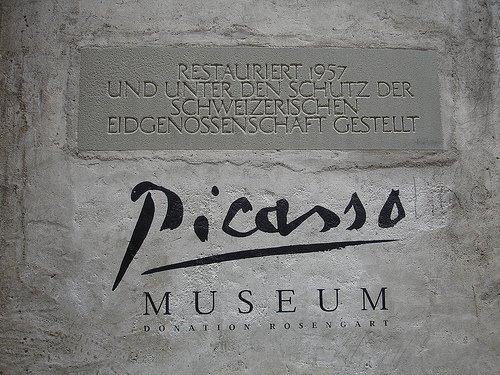 RESTAURIERT 1957
UND UNTER DEN SCHUTZ DER
SCHWEIZERISCHEN
EIDGENOSSENSCHAFT GESTELLT
Picasso
MUSEUM
DONATION ROSENGART